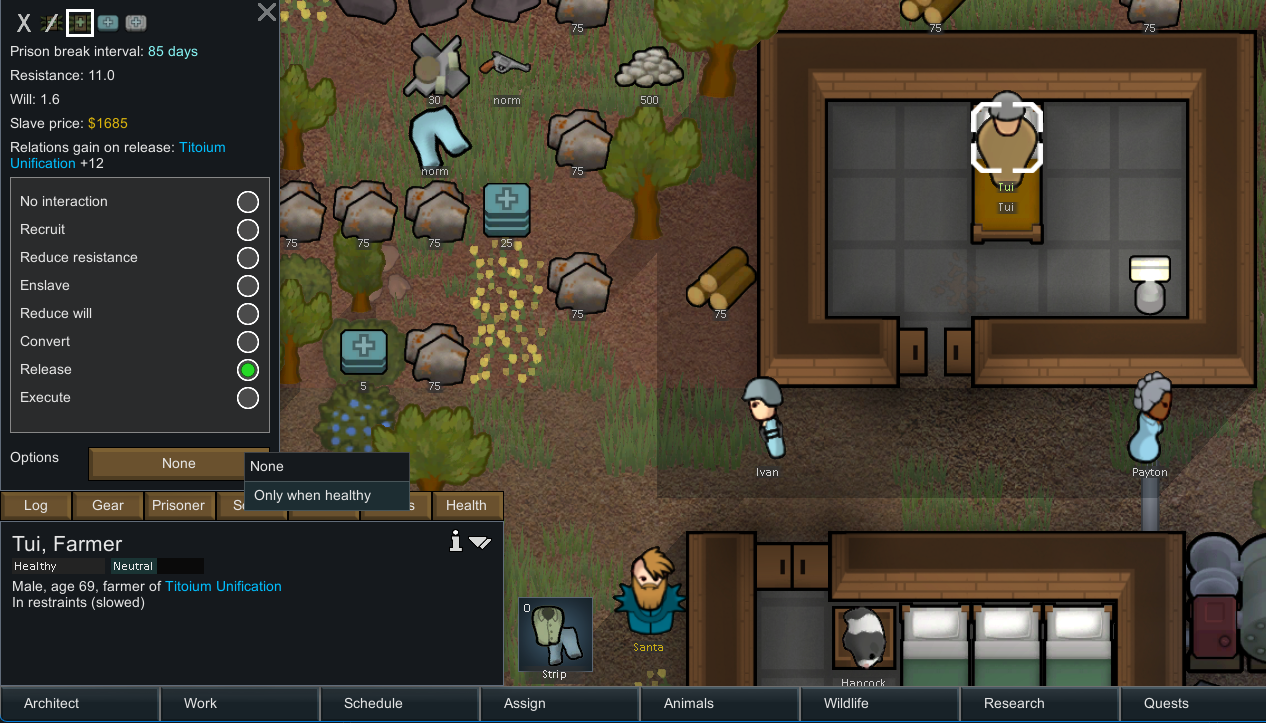 Prison break interval: 85 days
Resistance: 11.0
Will: 1.6
Slave price: $1685
Relations gain on release: Titoium
Unification +12
No interaction
Recruit
Reduce resistance
Enslave
Reduce will
Convert
Release
Execute
Options
None
None
Only when healthy
Log
Gear
Prisoner
Health
Tui, Farmer
Healthy
Neutral
Male, age 69, farmer of Titoium Unification
In restraints (slowed)
75
75
75
30
norm
500
norm
75
75
75
75
25
75
75
5
75
Tui
Tui
Ivan
Payton
0
Strip
Santa
Hancock
Architect
Work
Schedule
Assign
Animals
Wildlife
Research
Quests